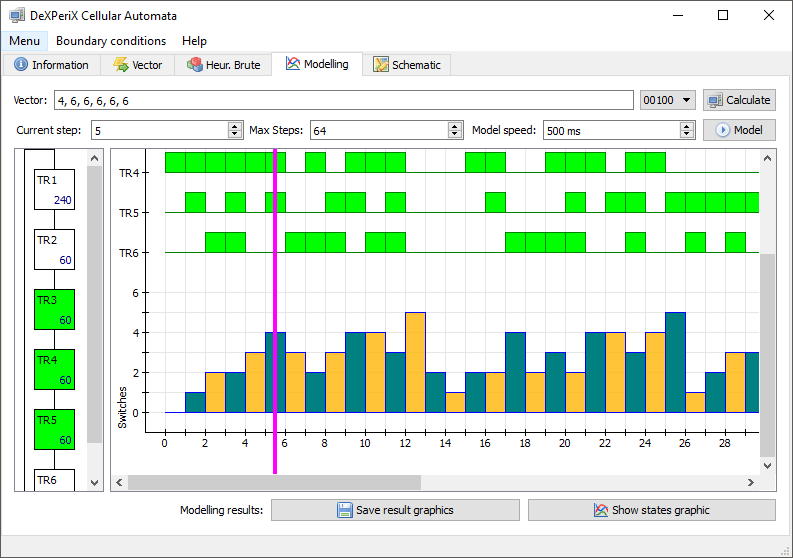 DeXPeriX Cellular Automata
Menu Boundary conditions Help
Information Vector Heur. Brute Modelling Schematic
Vector: 4, 6, 6, 6, 6, 6 00100 Calculate
Current step: 5 Max Steps: 64 Model speed: 500 ms Model
TR1
240
TR2
60
TR3
60
TR4
60
TR5
60
TR6
TR4
TR5
TR6
6
4
2
0
Switches
0 2 4 6 8 10 12 14 16 18 20 22 24 26 28
Modelling results: Save result graphics Show states graphic